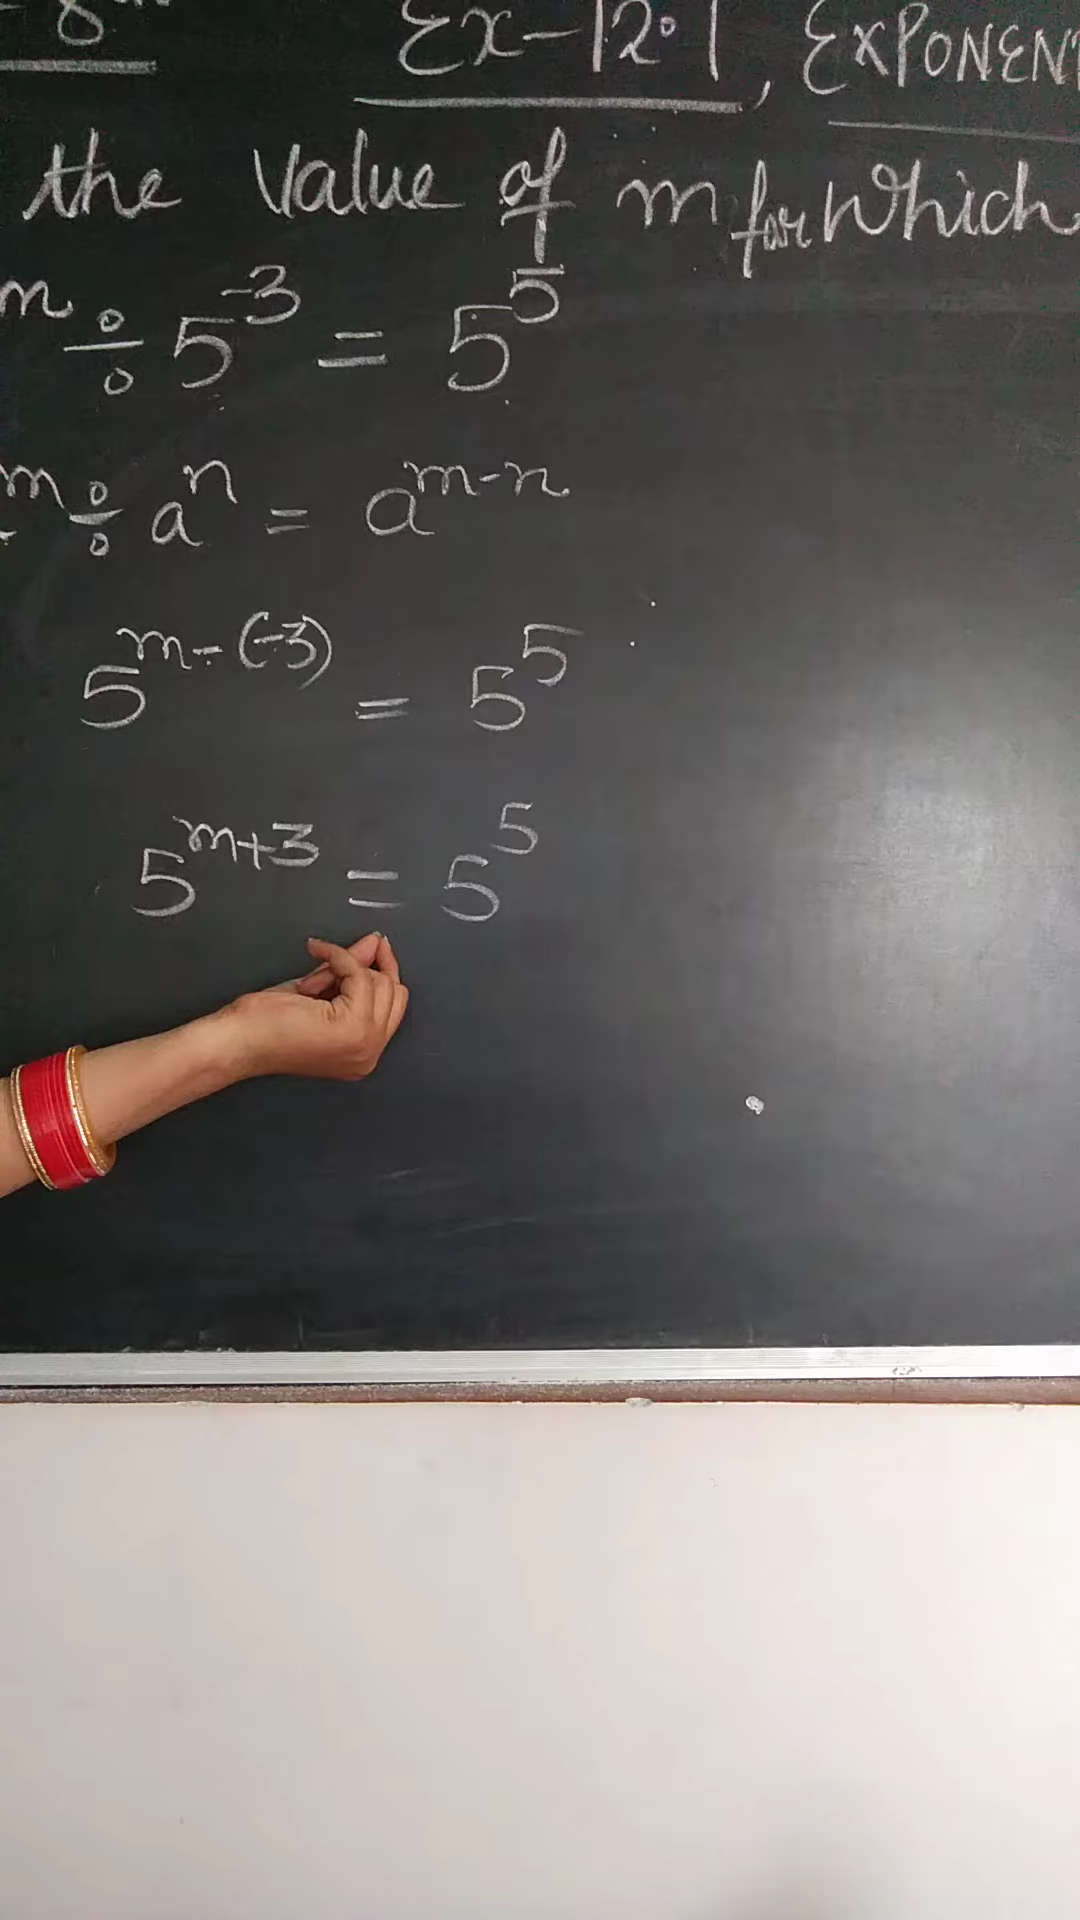 8
Ex-12.1, EXPONENT
the value of m for which
m ÷ 5^-3 = 5^5
m ÷ a^n = a^m-n
5^m-(-3) = 5^5
5^m+3 = 5^5